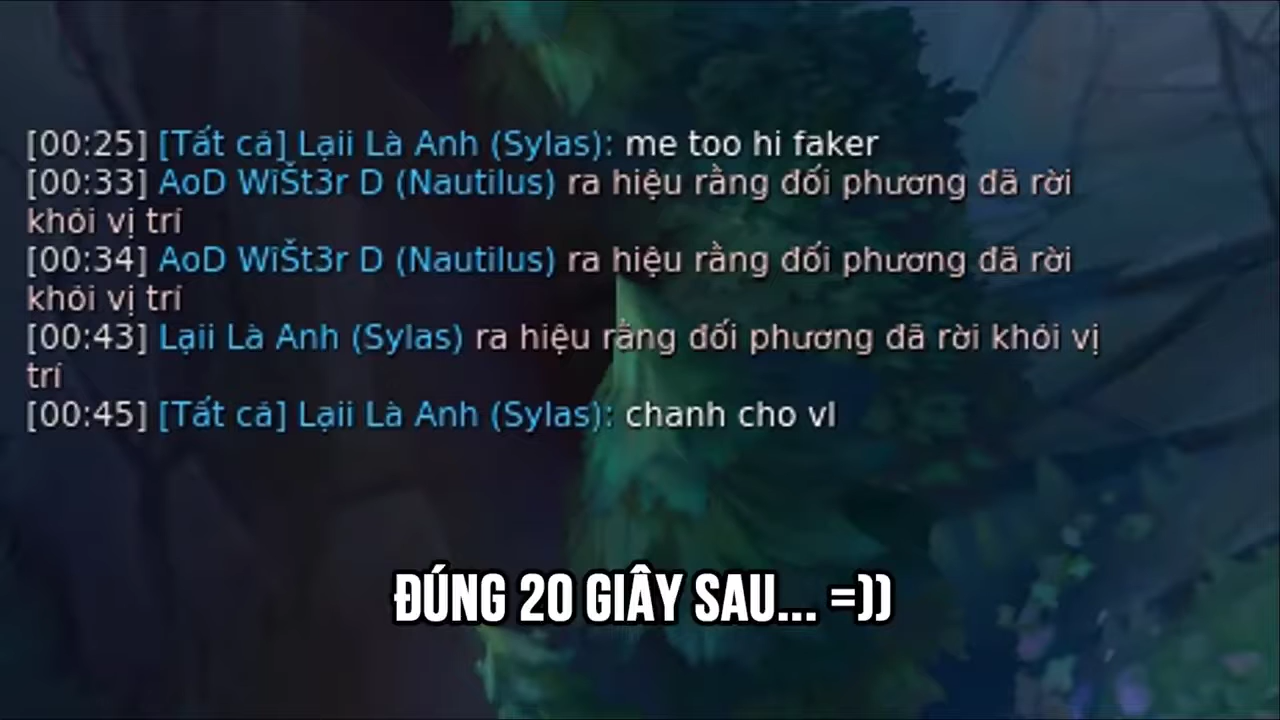 [00:25] [Tất cả] Lạii Là Anh (Sylas): me too hi faker
[00:33] AoD WîŠt3r D (Nautilus) ra hiệu rằng đối phương đã rời
khỏi vị trí
[00:34] AoD WîŠt3r D (Nautilus) ra hiệu rằng đối phương đã rời
khỏi vị trí
[00:43] Lạii Là Anh (Sylas) ra hiệu rằng đối phương đã rời khỏi vị
trí
[00:45] [Tất cả] Lạii Là Anh (Sylas): chanh cho vl
ĐÚNG 20 GIÂY SAU... =))